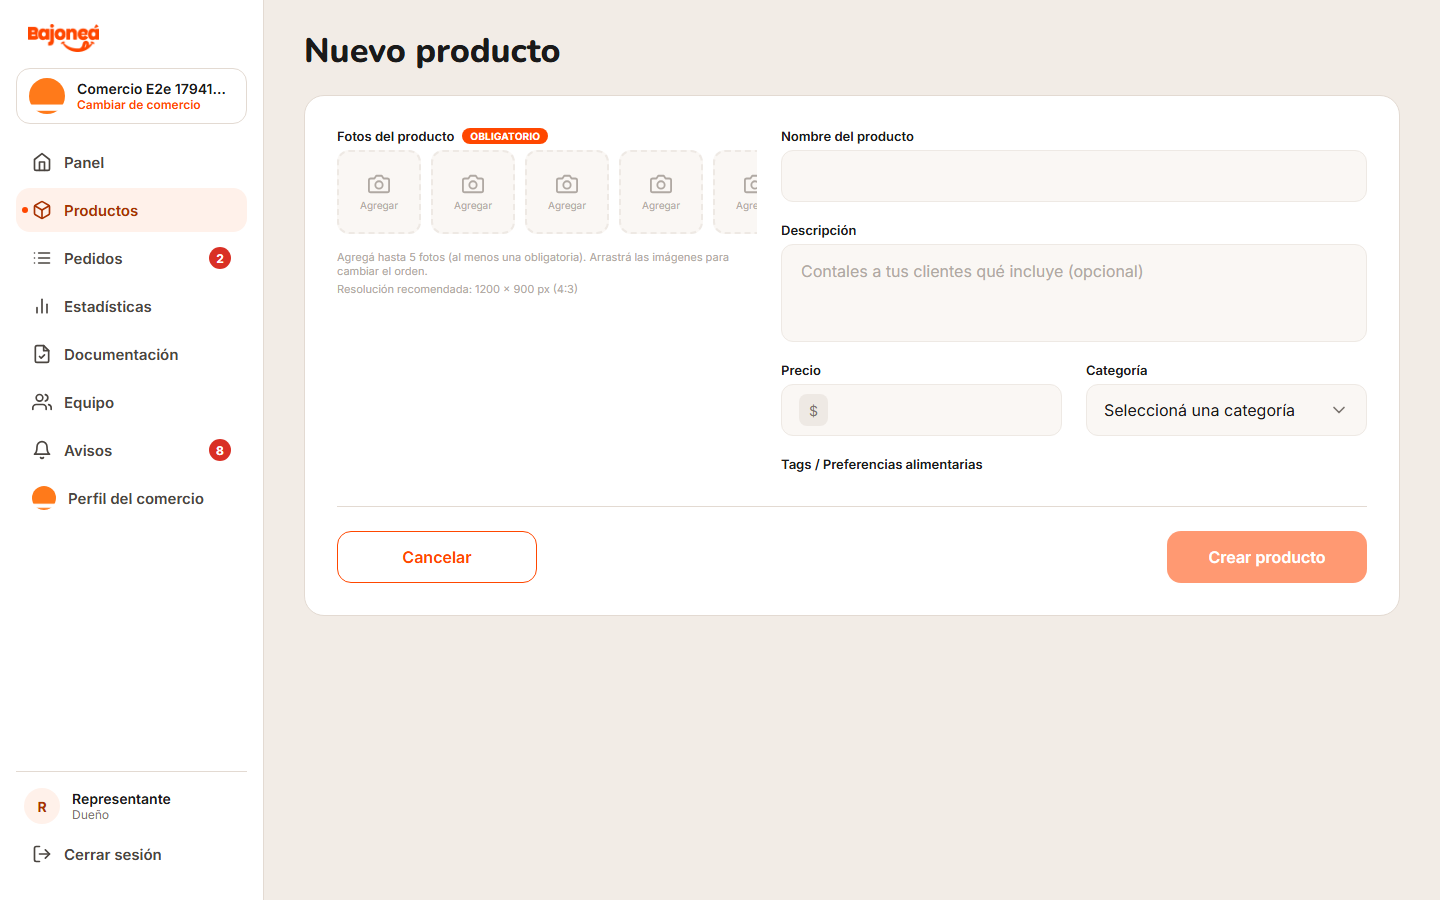 Bajoneá
Comercio E2e 17941...
Cambiar de comercio
Panel
Productos
Pedidos 2
Estadísticas
Documentación
Equipo
Avisos 8
Perfil del comercio
R
Representante
Dueño
Cerrar sesión
Nuevo producto
Fotos del producto OBLIGATORIO
Agregar Agregar Agregar Agregar Agre
Agregá hasta 5 fotos (al menos una obligatoria). Arrastrá las imágenes para
cambiar el orden.
Resolución recomendada: 1200 × 900 px (4:3)
Nombre del producto
Descripción
Contales a tus clientes qué incluye (opcional)
Precio
$
Categoría
Seleccioná una categoría
Tags / Preferencias alimentarias
Cancelar
Crear producto